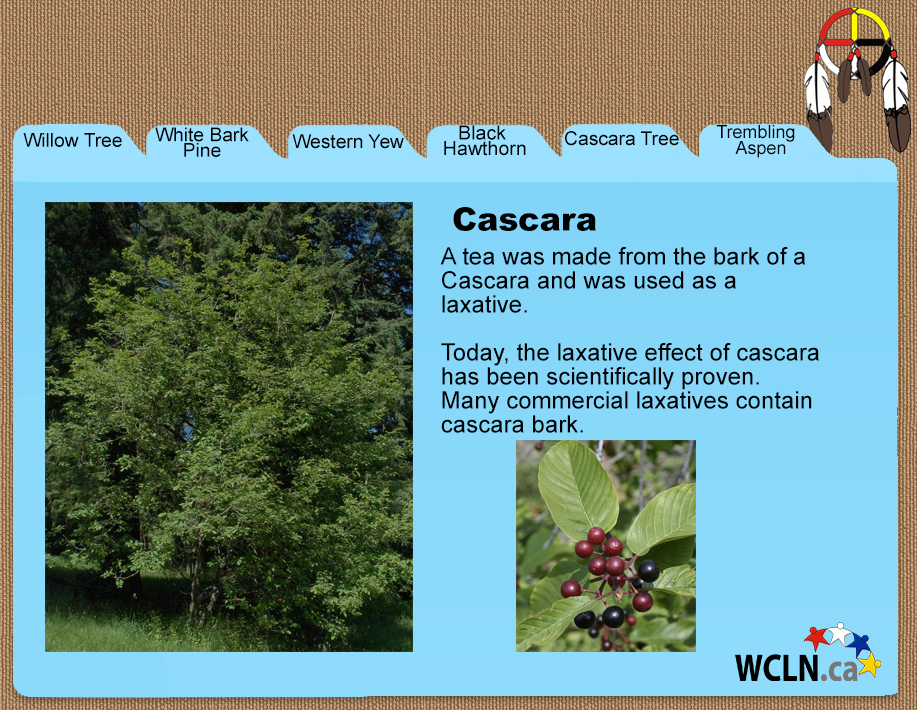 Willow Tree
White Bark
Pine
Western Yew
Black
Hawthorn
Cascara Tree
Trembling
Aspen
Cascara
A tea was made from the bark of a
Cascara and was used as a
laxative.
Today, the laxative effect of cascara
has been scientifically proven.
Many commercial laxatives contain
cascara bark.
WCLN.ca